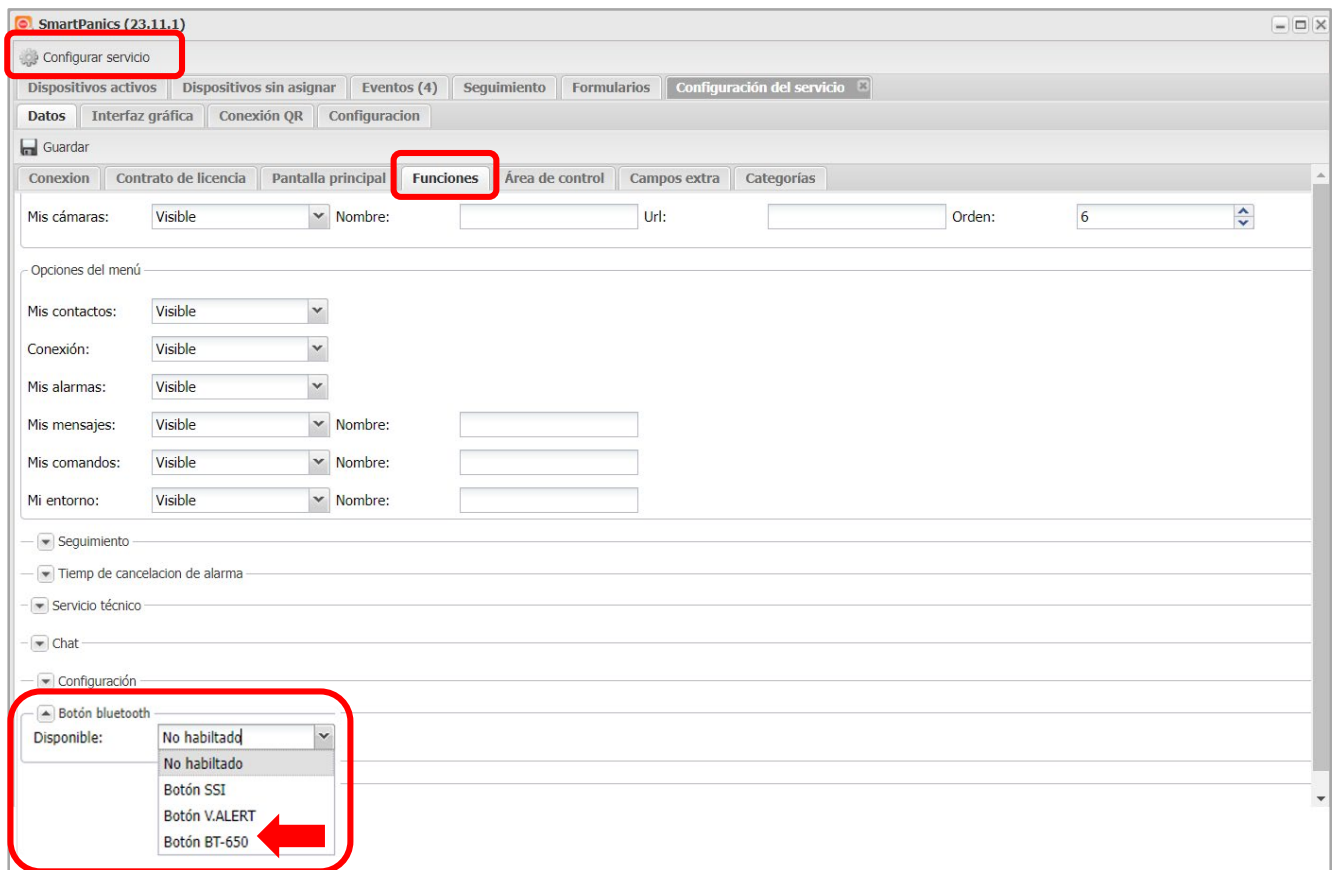 SmartPanics (23.11.1)
Configurar servicio
Dispositivos activos Dispositivos sin asignar Eventos (4) Seguimiento Formularios Configuración del servicio
Datos Interfaz gráfica Conexión QR Configuracion
Guardar
Conexion Contrato de licencia Pantalla principal Funciones Área de control Campos extra Categorías
Mis cámaras: Visible Nombre: Url: Orden: 6
Opciones del menú
Mis contactos: Visible
Conexión: Visible
Mis alarmas: Visible
Mis mensajes: Visible Nombre:
Mis comandos: Visible Nombre:
Mi entorno: Visible Nombre:
Seguimiento
Tiemp de cancelacion de alarma
Servicio técnico
Chat
Configuración
Botón bluetooth
Disponible: No habiltado
No habiltado
Botón SSI
Botón V.ALERT
Botón BT-650